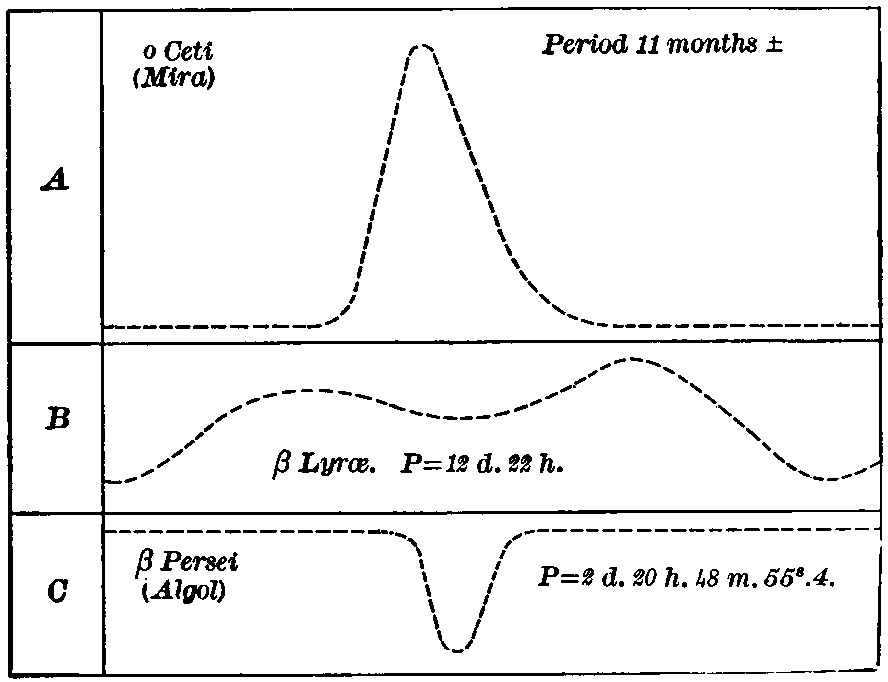 A
o Ceti
(Mira)
Period 11 months ±
B
β Lyræ. P=12 d. 22 h.
C
β Persei
(Algol)
P=2 d. 20 h. 48 m. 55ˢ.4.